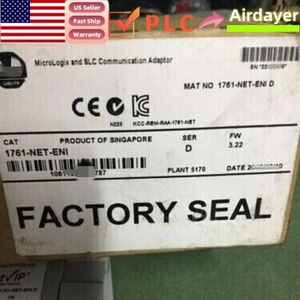 US Seller
Fast Ship
Warranty
PLC
Airdayer
MicroLogix and SLC Communication Adaptor
MAT NO 1761-NET-ENI D
CE
N223
KCC-REM-RAA-1761-NET
CAT
PRODUCT OF SINGAPORE
SER
FW
1761-NET-ENI
D
3.22
PLANT 5170
DATE
FACTORY SEAL